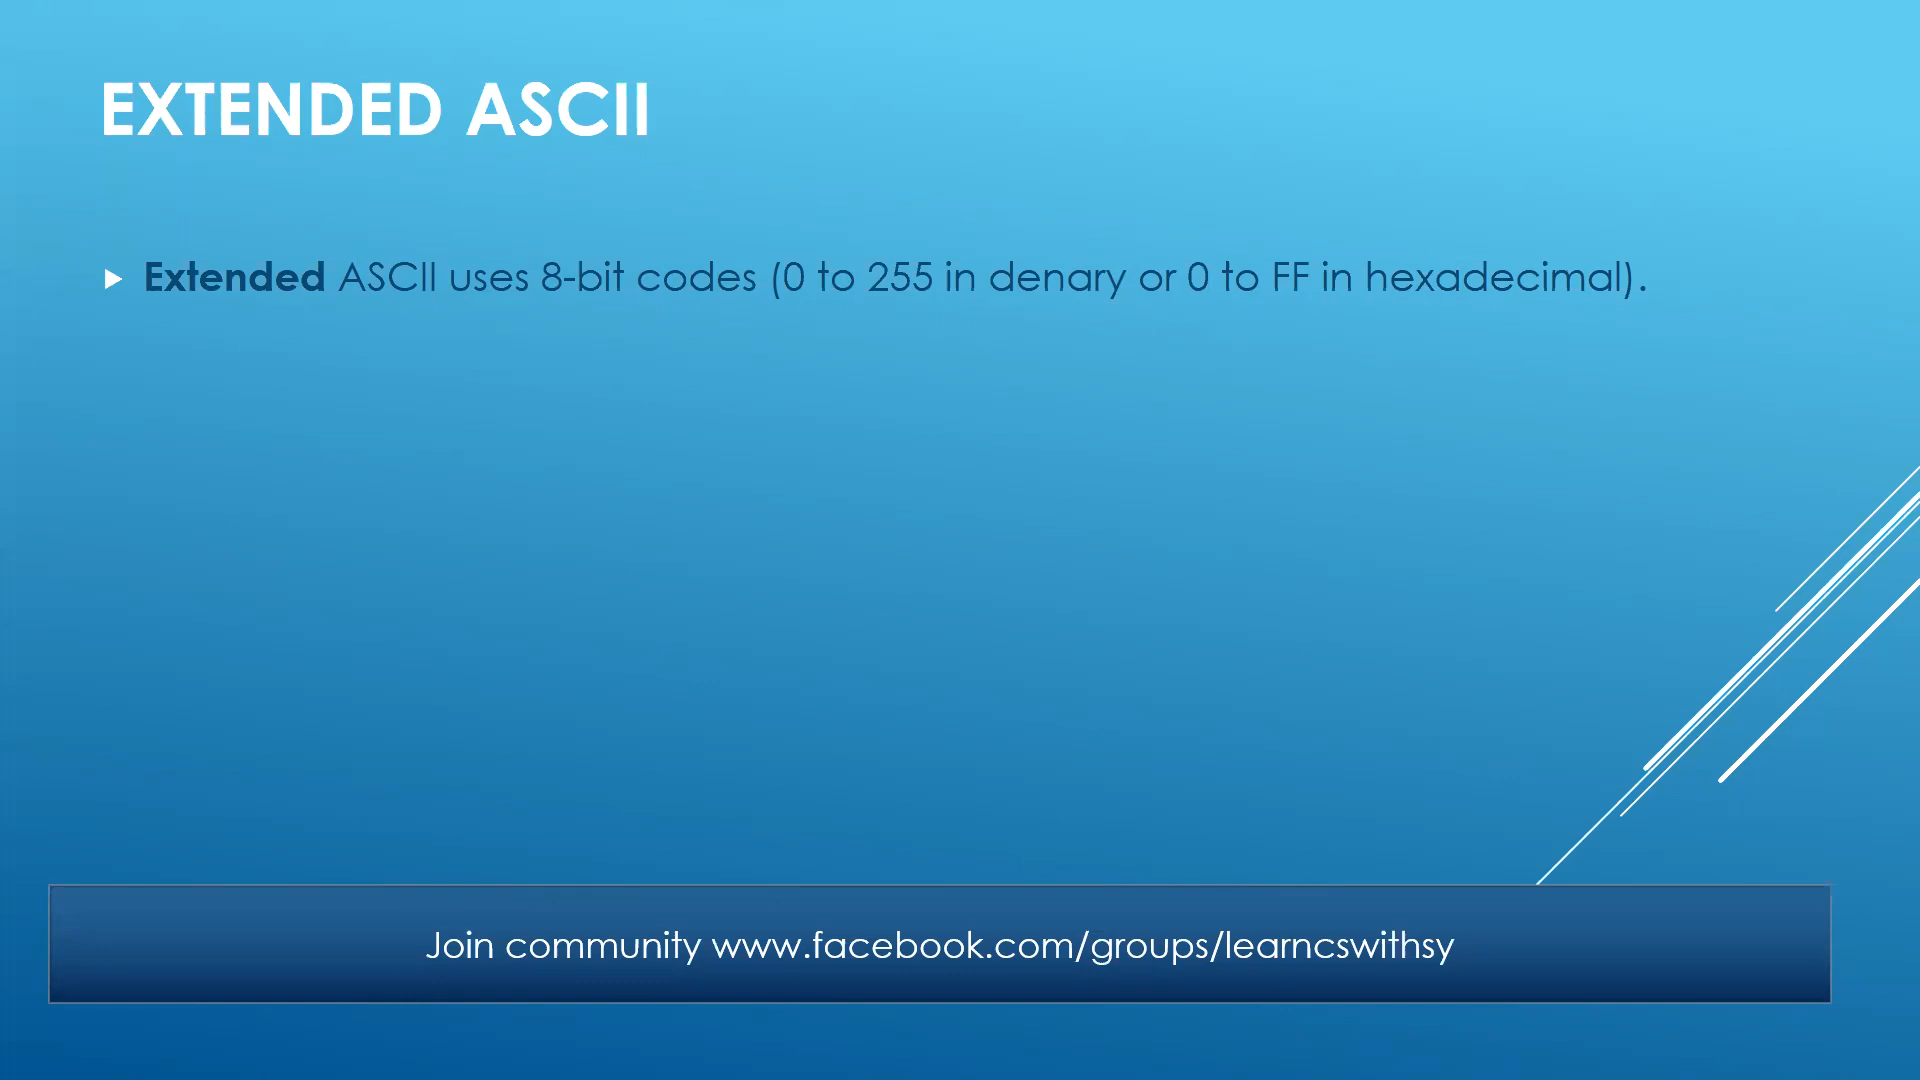 EXTENDED ASCII
Extended ASCII uses 8-bit codes (0 to 255 in denary or 0 to FF in hexadecimal).
Join community www.facebook.com/groups/learncswithsy